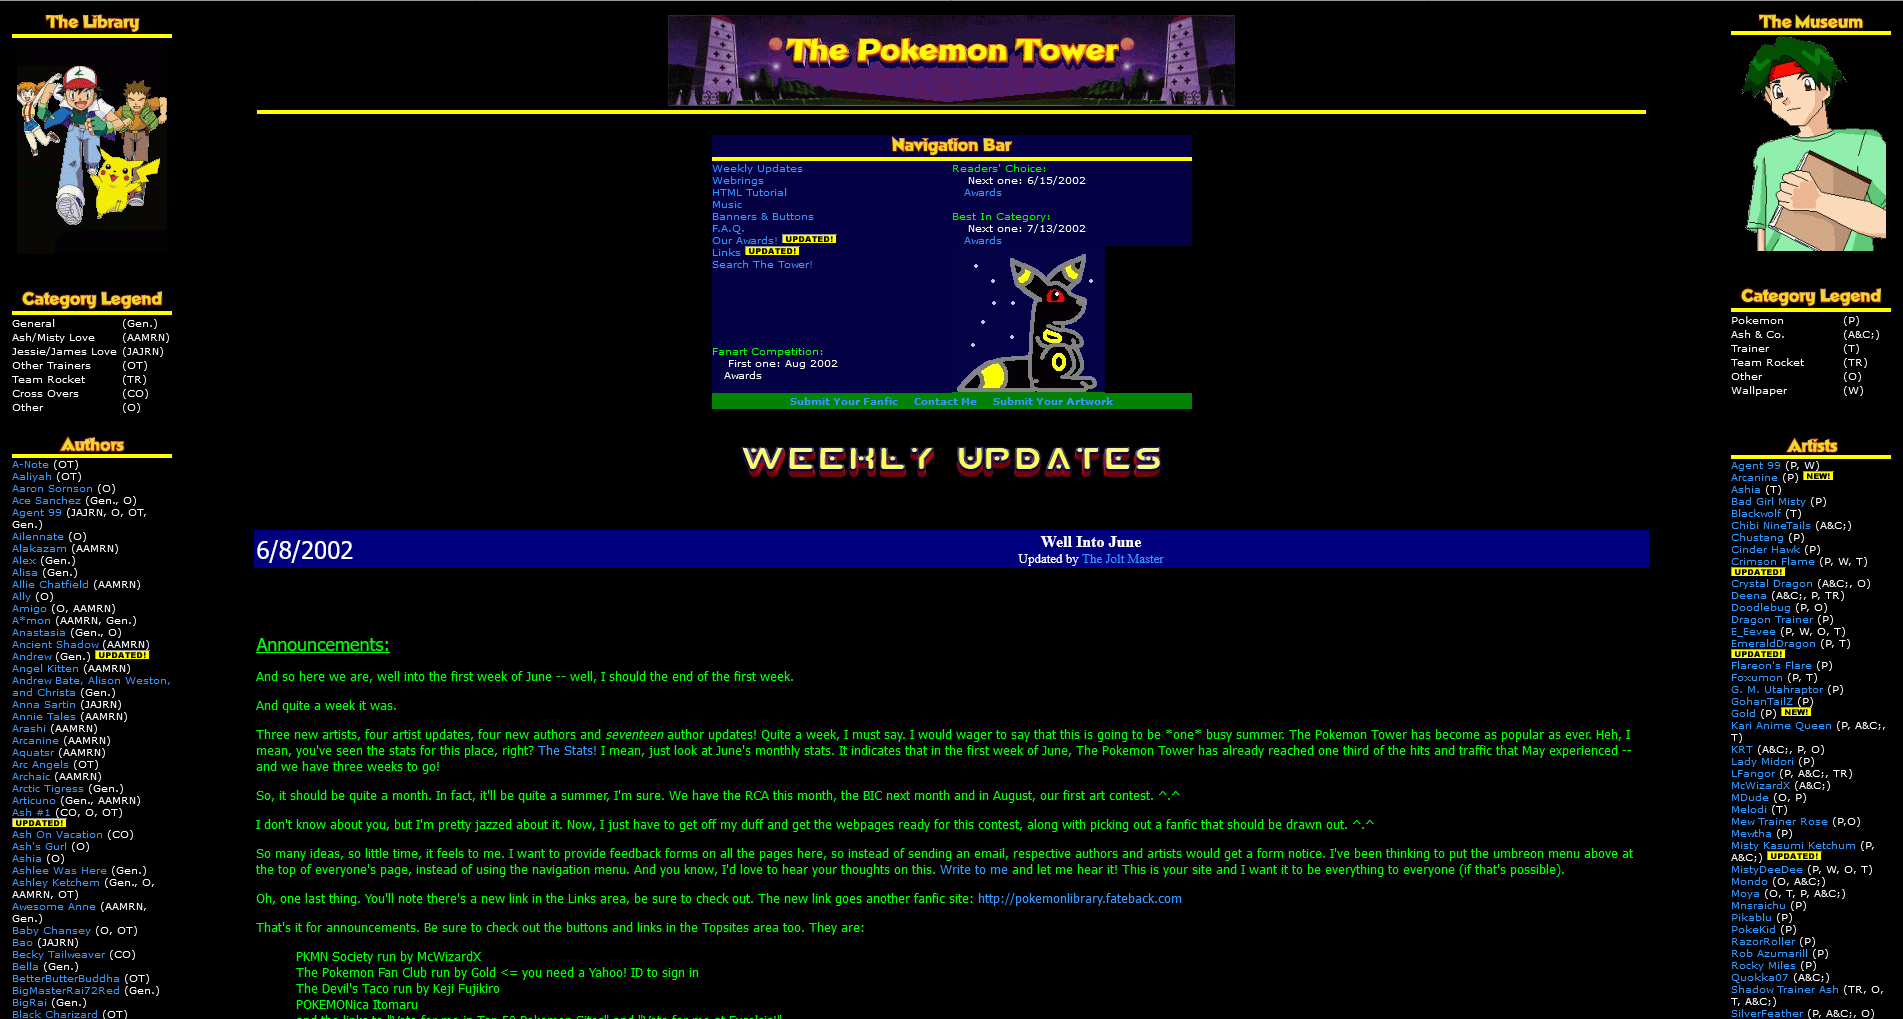 The Library
Category Legend
General (Gen.)
Ash/Misty Love (AAMRN)
Jessie/James Love (JAJRN)
Other Trainers (OT)
Team Rocket (TR)
Cross Overs (CO)
Other (O)
Authors
A-Note (OT)
Aaliyah (OT)
Aaron Sornson (O)
Ace Sanchez (Gen., O)
Agent 99 (JAJRN, O, OT,
Gen.)
Ailennate (O)
Alakazam (AAMRN)
Alex (Gen.)
Alisa (Gen.)
Allie Chatfield (AAMRN)
Ally (O)
Amigo (O, AAMRN)
A*mon (AAMRN, Gen.)
Anastasia (Gen., O)
Ancient Shadow (AAMRN)
Andrew (Gen.) UPDATED!
Angel Kitten (AAMRN)
Andrew Bate, Alison Weston,
and Christa (Gen.)
Anna Sartin (JAJRN)
Annie Tales (AAMRN)
Arashi (AAMRN)
Arcanine (AAMRN)
Aquatsr (AAMRN)
Arc Angels (OT)
Archaic (AAMRN)
Arctic Tigress (Gen.)
Articuno (Gen., AAMRN)
Ash #1 (CO, O, OT)
UPDATED!
Ash On Vacation (CO)
Ash's Gurl (O)
Ashia (O)
Ashlee Was Here (Gen.)
Ashley Ketchem (Gen., O,
AAMRN, OT)
Awesome Anne (AAMRN,
Gen.)
Baby Chansey (O, OT)
Bao (JAJRN)
Becky Tailweaver (CO)
Bella (Gen.)
BetterButterBuddha (OT)
BigMasterRai72Red (Gen.)
BigRai (Gen.)
Black Charizard (OT)
The Pokemon Tower
Navigation Bar
Weekly Updates
Webrings
HTML Tutorial
Music
Banners & Buttons
F.A.Q.
Our Awards! UPDATED!
Links UPDATED!
Search The Tower!
Fanart Competition:
First one: Aug 2002
Awards
Readers' Choice:
Next one: 6/15/2002
Awards
Best In Category:
Next one: 7/13/2002
Awards
Submit Your Fanfic Contact Me Submit Your Artwork
WEEKLY UPDATES
6/8/2002
Well Into June
Updated by The Jolt Master
Announcements:
And so here we are, well into the first week of June -- well, I should the end of the first week.
And quite a week it was.
Three new artists, four artist updates, four new authors and seventeen author updates! Quite a week, I must say. I would wager to say that this is going to be *one* busy summer. The Pokemon Tower has become as popular as ever. Heh, I
mean, you've seen the stats for this place, right? The Stats! I mean, just look at June's monthly stats. It indicates that in the first week of June, The Pokemon Tower has already reached one third of the hits and traffic that May experienced --
and we have three weeks to go!
So, it should be quite a month. In fact, it'll be quite a summer, I'm sure. We have the RCA this month, the BIC next month and in August, our first art contest. ^.^
I don't know about you, but I'm pretty jazzed about it. Now, I just have to get off my duff and get the webpages ready for this contest, along with picking out a fanfic that should be drawn out. ^.^
So many ideas, so little time, it feels to me. I want to provide feedback forms on all the pages here, so instead of sending an email, respective authors and artists would get a form notice. I've been thinking to put the umbreon menu above at
the top of everyone's page, instead of using the navigation menu. And you know, I'd love to hear your thoughts on this. Write to me and let me hear it! This is your site and I want it to be everything to everyone (if that's possible).
Oh, one last thing. You'll note there's a new link in the Links area, be sure to check out. The new link goes another fanfic site: http://pokemonlibrary.fateback.com
That's it for announcements. Be sure to check out the buttons and links in the Topsites area too. They are:
PKMN Society run by McWizardX
The Pokemon Fan Club run by Gold <= you need a Yahoo! ID to sign in
The Devil's Taco run by Keji Fujikiro
POKEMONica Itomaru
and the links to "Vote for me in Top 50 Pokemon Sites" and "Vote for me at
The Museum
Category Legend
Pokemon (P)
Ash & Co. (A&C;)
Trainer (T)
Team Rocket (TR)
Other (O)
Wallpaper (W)
Artists
Agent 99 (P, W)
Arcanine (P) NEW!
Ashia (T)
Bad Girl Misty (P)
Blackwolf (T)
Chibi NineTails (A&C;)
Chustang (P)
Cinder Hawk (P)
Crimson Flame (P, W, T)
UPDATED!
Crystal Dragon (A&C;, O)
Deena (A&C;, P, TR)
Doodlebug (P, O)
Dragon Trainer (P)
E_Eevee (P, W, O, T)
EmeraldDragon (P, T)
UPDATED!
Flareon's Flare (P)
Foxumon (P, T)
G. M. Utahraptor (P)
GohanTailZ (P)
Gold (P) NEW!
Kari Anime Queen (P, A&C;,
T)
KRT (A&C;, P, O)
Lady Midori (P)
LFangor (P, A&C;, TR)
McWizardX (A&C;)
MDude (O, P)
Melodi (T)
Mew Trainer Rose (P,O)
Mewtha (P)
Misty Kasumi Ketchum (P,
A&C;) UPDATED!
MistyDeeDee (P, W, O, T)
Mondo (O, A&C;)
Moya (O, T, P, A&C;)
Mnsraichu (P)
Pikablu (P)
PokeKid (P)
RazorRoller (P)
Rob Azumarill (P)
Rocky Miles (P)
Quokka07 (A&C;)
Shadow Trainer Ash (TR, O,
T, A&C;)
SilverFeather (P, A&C;, O)